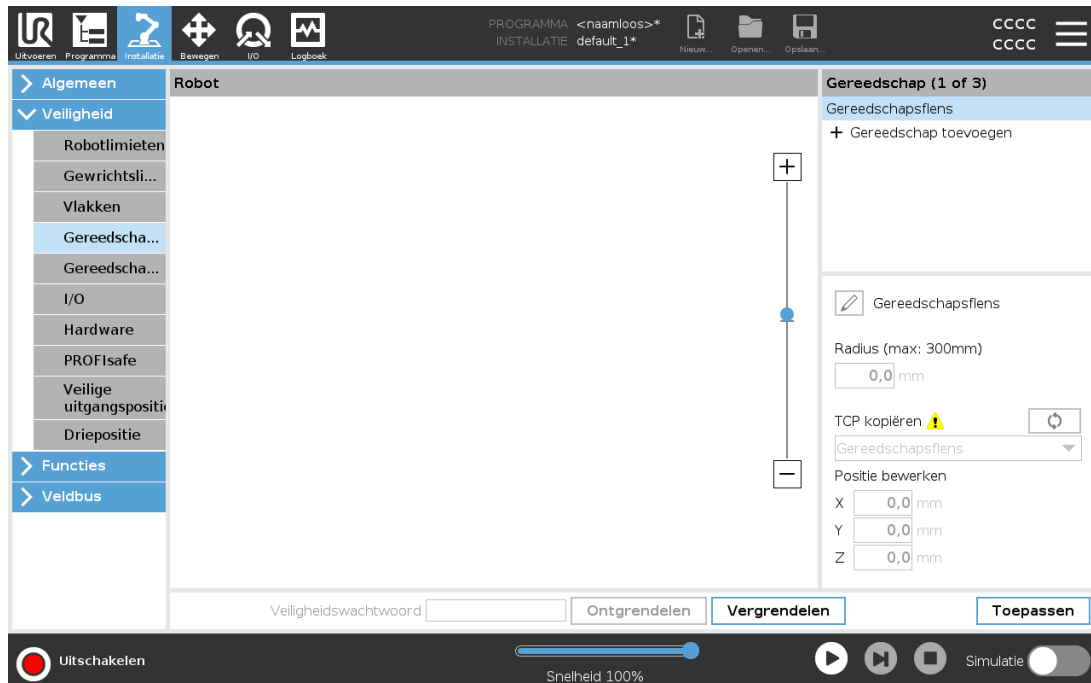 PROGRAMMA <naamloos>*
INSTALLATIE default_1*
Uitvoeren Programma Installatie Bewegen I/O Logboek
Nieuw... Openen... Opslaan...
CCCC
CCCC
Algemeen
Veiligheid
Robotlimieten
Gewrichtsli...
Vlakken
Gereedscha...
Gereedscha...
I/O
Hardware
PROFIsafe
Veilige
uitgangspositi
Driepositie
Functies
Veldbus
Robot
Gereedschap (1 of 3)
Gereedschapsflens
+ Gereedschap toevoegen
Gereedschapsflens
Radius (max: 300mm)
0,0 mm
TCP kopiëren
Gereedschapsflens
Positie bewerken
X 0,0 mm
Y 0,0 mm
Z 0,0 mm
Veiligheidswachtwoord Ontgrendelen Vergrendelen Toepassen
Uitschakelen
Snelheid 100%
Simulatie